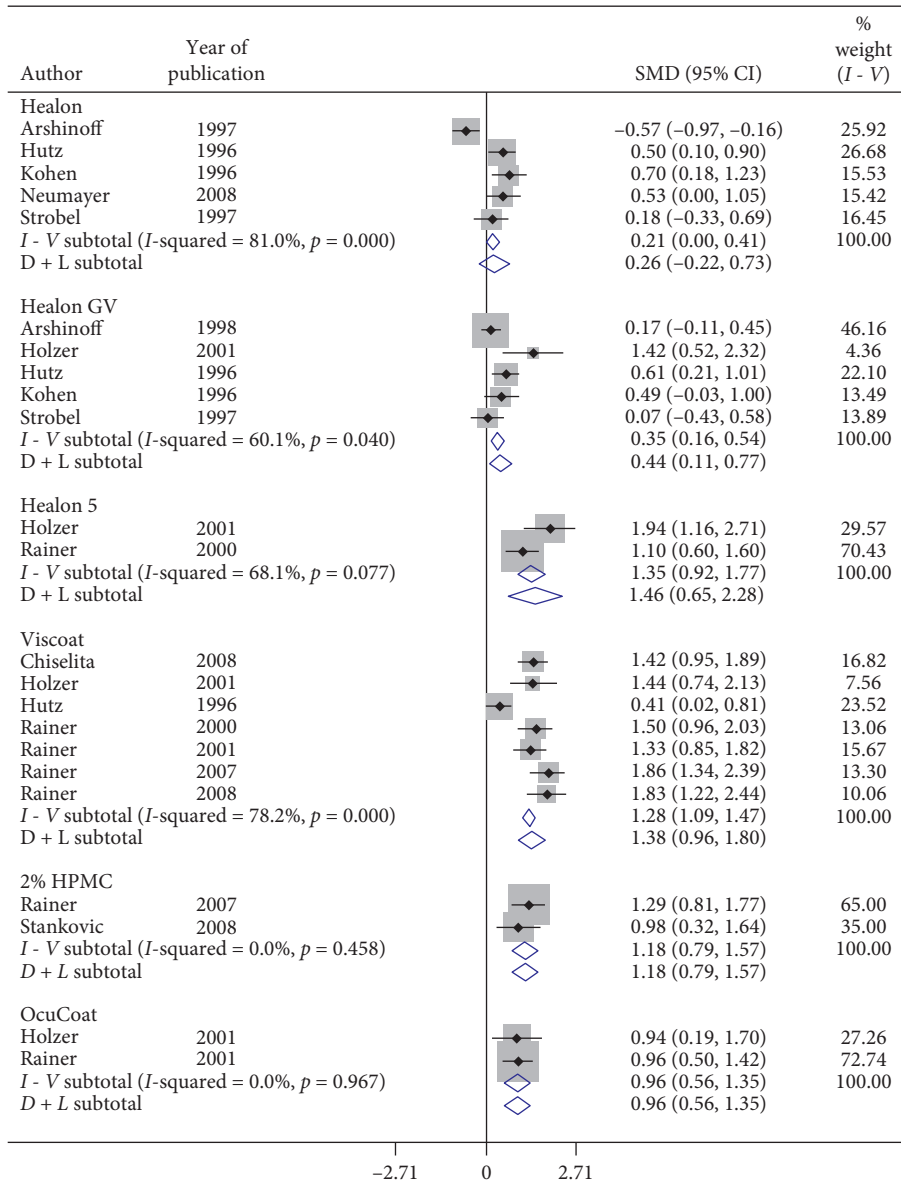 Author Year of publication SMD (95% CI) % weight (I - V)
Healon
Arshinoff 1997 −0.57 (−0.97, −0.16) 25.92
Hutz 1996 0.50 (0.10, 0.90) 26.68
Kohen 1996 0.70 (0.18, 1.23) 15.53
Neumayer 2008 0.53 (0.00, 1.05) 15.42
Strobel 1997 0.18 (−0.33, 0.69) 16.45
I - V subtotal (I-squared = 81.0%, p = 0.000) 0.21 (0.00, 0.41) 100.00
D + L subtotal 0.26 (−0.22, 0.73)
Healon GV
Arshinoff 1998 0.17 (−0.11, 0.45) 46.16
Holzer 2001 1.42 (0.52, 2.32) 4.36
Hutz 1996 0.61 (0.21, 1.01) 22.10
Kohen 1996 0.49 (−0.03, 1.00) 13.49
Strobel 1997 0.07 (−0.43, 0.58) 13.89
I - V subtotal (I-squared = 60.1%, p = 0.040) 0.35 (0.16, 0.54) 100.00
D + L subtotal 0.44 (0.11, 0.77)
Healon 5
Holzer 2001 1.94 (1.16, 2.71) 29.57
Rainer 2000 1.10 (0.60, 1.60) 70.43
I - V subtotal (I-squared = 68.1%, p = 0.077) 1.35 (0.92, 1.77) 100.00
D + L subtotal 1.46 (0.65, 2.28)
Viscoat
Chiselita 2008 1.42 (0.95, 1.89) 16.82
Holzer 2001 1.44 (0.74, 2.13) 7.56
Hutz 1996 0.41 (0.02, 0.81) 23.52
Rainer 2000 1.50 (0.96, 2.03) 13.06
Rainer 2001 1.33 (0.85, 1.82) 15.67
Rainer 2007 1.86 (1.34, 2.39) 13.30
Rainer 2008 1.83 (1.22, 2.44) 10.06
I - V subtotal (I-squared = 78.2%, p = 0.000) 1.28 (1.09, 1.47) 100.00
D + L subtotal 1.38 (0.96, 1.80)
2% HPMC
Rainer 2007 1.29 (0.81, 1.77) 65.00
Stankovic 2008 0.98 (0.32, 1.64) 35.00
I - V subtotal (I-squared = 0.0%, p = 0.458) 1.18 (0.79, 1.57) 100.00
D + L subtotal 1.18 (0.79, 1.57)
OcuCoat
Holzer 2001 0.94 (0.19, 1.70) 27.26
Rainer 2001 0.96 (0.50, 1.42) 72.74
I - V subtotal (I-squared = 0.0%, p = 0.967) 0.96 (0.56, 1.35) 100.00
D + L subtotal 0.96 (0.56, 1.35)
−2.71 0 2.71